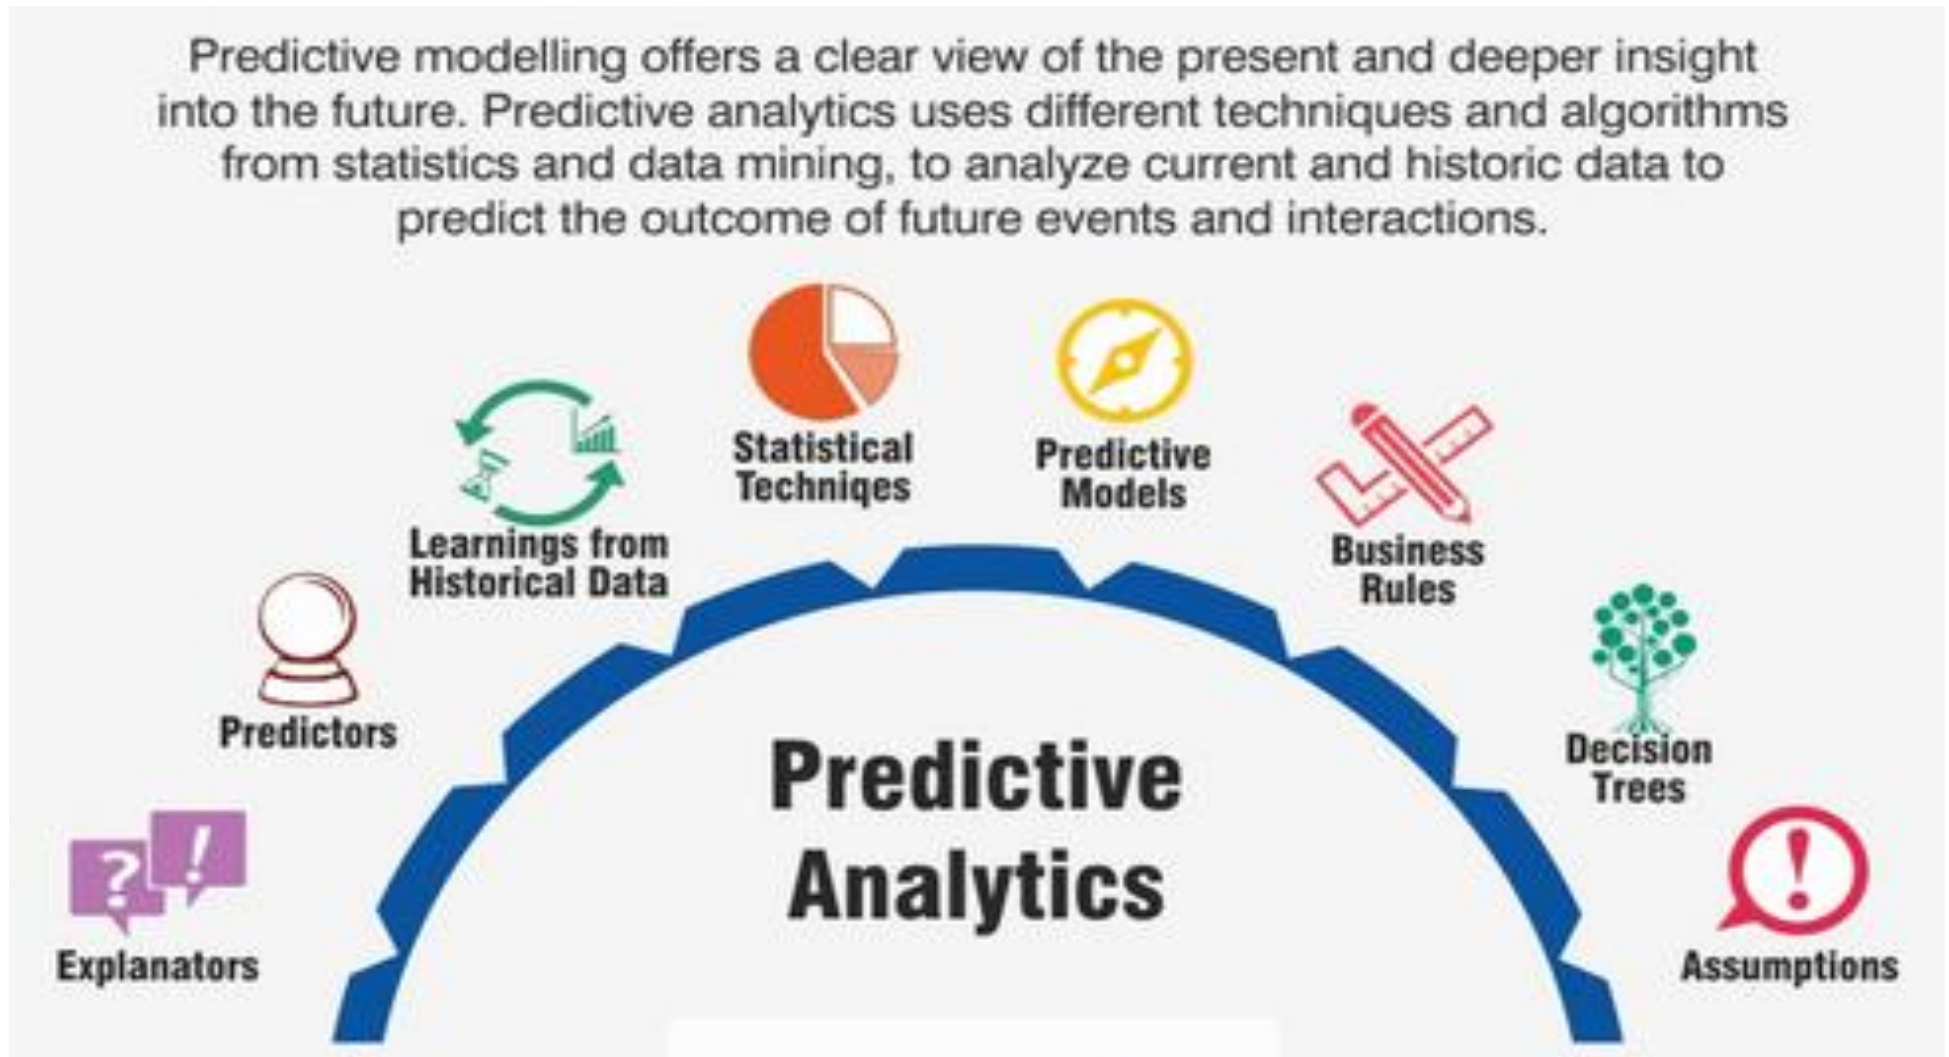 Predictive modelling offers a clear view of the present and deeper insight
into the future. Predictive analytics uses different techniques and algorithms
from statistics and data mining, to analyze current and historic data to
predict the outcome of future events and interactions.
Explanators
Predictors
Learnings from
Historical Data
Statistical
Techniqes
Predictive
Models
Business
Rules
Decision
Trees
Assumptions
Predictive
Analytics